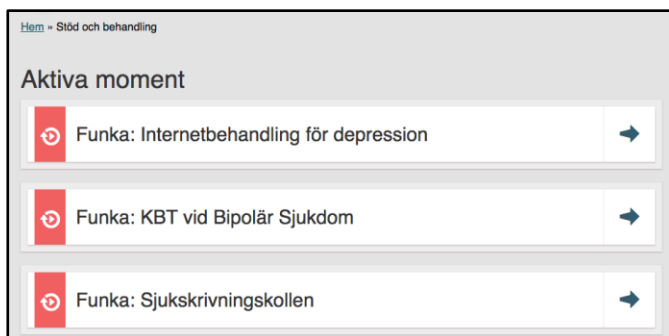 Hem » Stöd och behandling
Aktiva moment
Funka: Internetbehandling för depression
Funka: KBT vid Bipolär Sjukdom
Funka: Sjukskrivningskollen